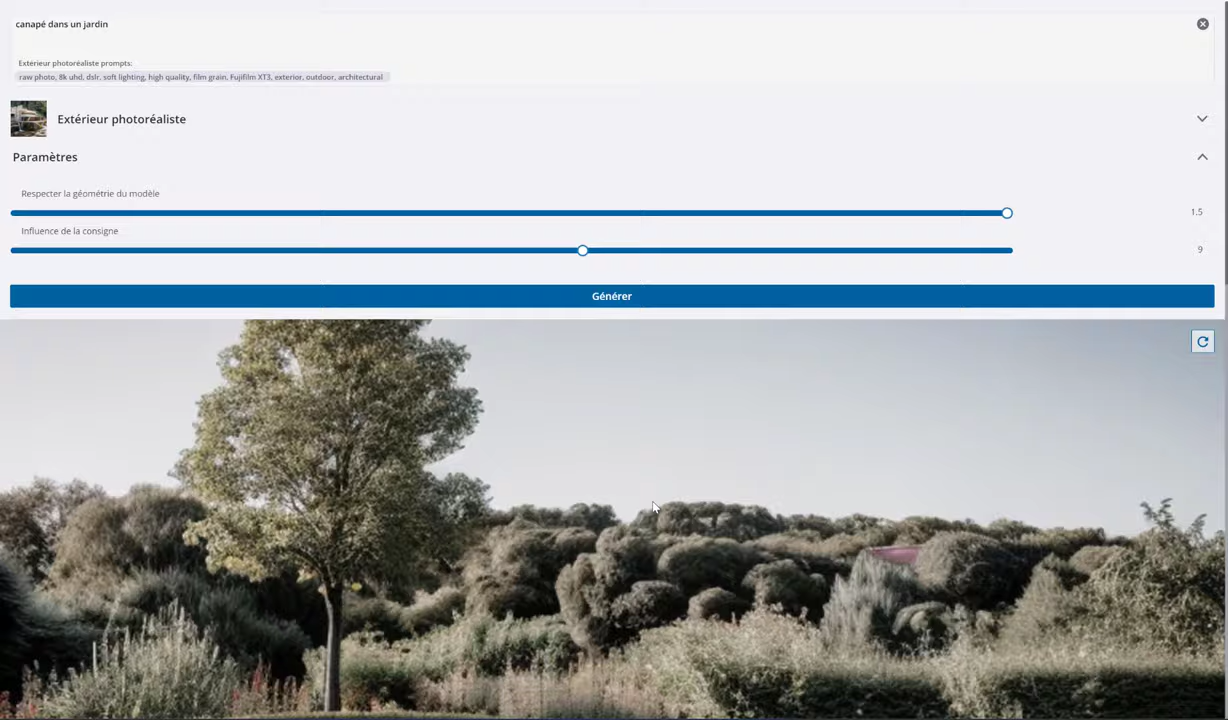 canapé dans un jardin
Extérieur photoréaliste prompts:
raw photo, 8k uhd, dslr, soft lighting, high quality, film grain, Fujifilm XT3, exterior, outdoor, architectural
Extérieur photoréaliste
Paramètres
Respecter la géométrie du modèle
1.5
Influence de la consigne
9
Générer